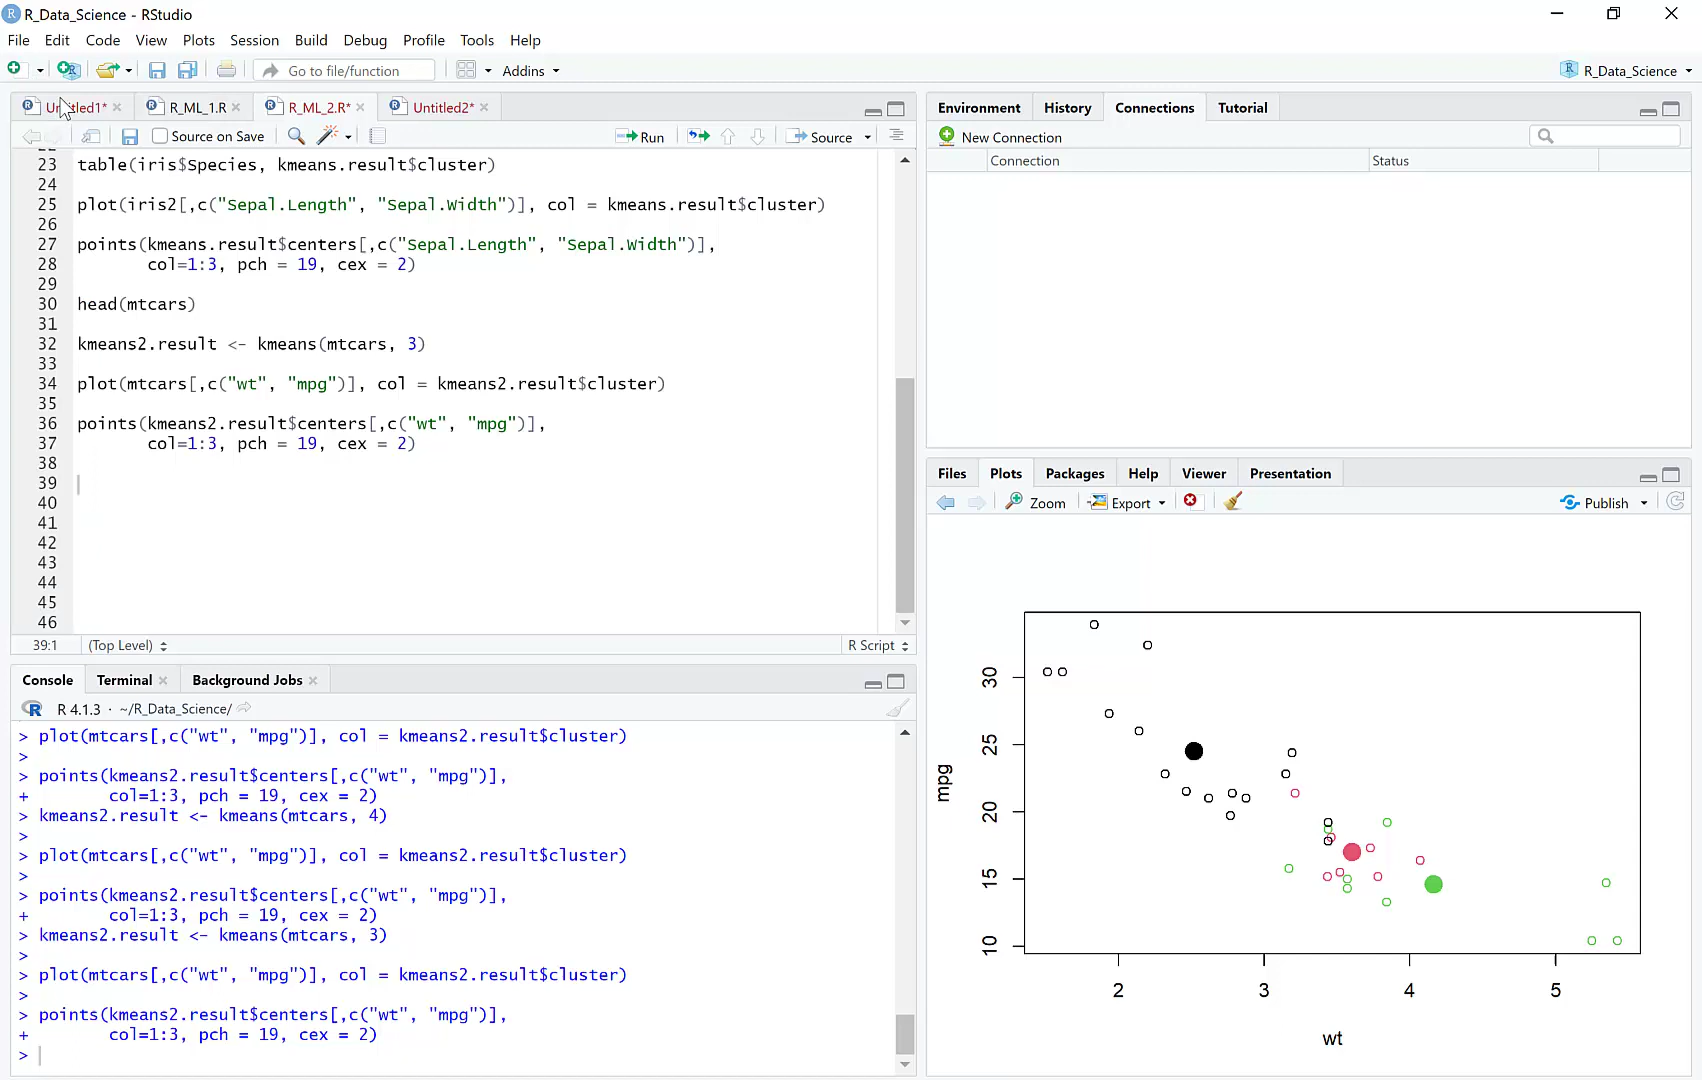 R_Data_Science - RStudio
File Edit Code View Plots Session Build Debug Profile Tools Help
Go to file/function Addins R_Data_Science
Untitled1* R_ML_1.R R_ML_2.R* Untitled2*
Source on Save Run Source
23 table(iris$Species, kmeans.result$cluster)
24
25 plot(iris2[,c("Sepal.Length", "Sepal.Width")], col = kmeans.result$cluster)
26
27 points(kmeans.result$centers[,c("Sepal.Length", "Sepal.Width")],
28 col=1:3, pch = 19, cex = 2)
29
30 head(mtcars)
31
32 kmeans2.result <- kmeans(mtcars, 3)
33
34 plot(mtcars[,c("wt", "mpg")], col = kmeans2.result$cluster)
35
36 points(kmeans2.result$centers[,c("wt", "mpg")],
37 col=1:3, pch = 19, cex = 2)
38
39
40
41
42
43
44
45
46
39:1 (Top Level) R Script
Console Terminal Background Jobs
R 4.1.3 · ~/R_Data_Science/
> plot(mtcars[,c("wt", "mpg")], col = kmeans2.result$cluster)
>
> points(kmeans2.result$centers[,c("wt", "mpg")],
+ col=1:3, pch = 19, cex = 2)
> kmeans2.result <- kmeans(mtcars, 4)
>
> plot(mtcars[,c("wt", "mpg")], col = kmeans2.result$cluster)
>
> points(kmeans2.result$centers[,c("wt", "mpg")],
+ col=1:3, pch = 19, cex = 2)
> kmeans2.result <- kmeans(mtcars, 3)
>
> plot(mtcars[,c("wt", "mpg")], col = kmeans2.result$cluster)
>
> points(kmeans2.result$centers[,c("wt", "mpg")],
+ col=1:3, pch = 19, cex = 2)
>
Environment History Connections Tutorial
New Connection
Connection Status
Files Plots Packages Help Viewer Presentation
Zoom Export Publish
30
25
20
15
10
mpg
2 3 4 5
wt